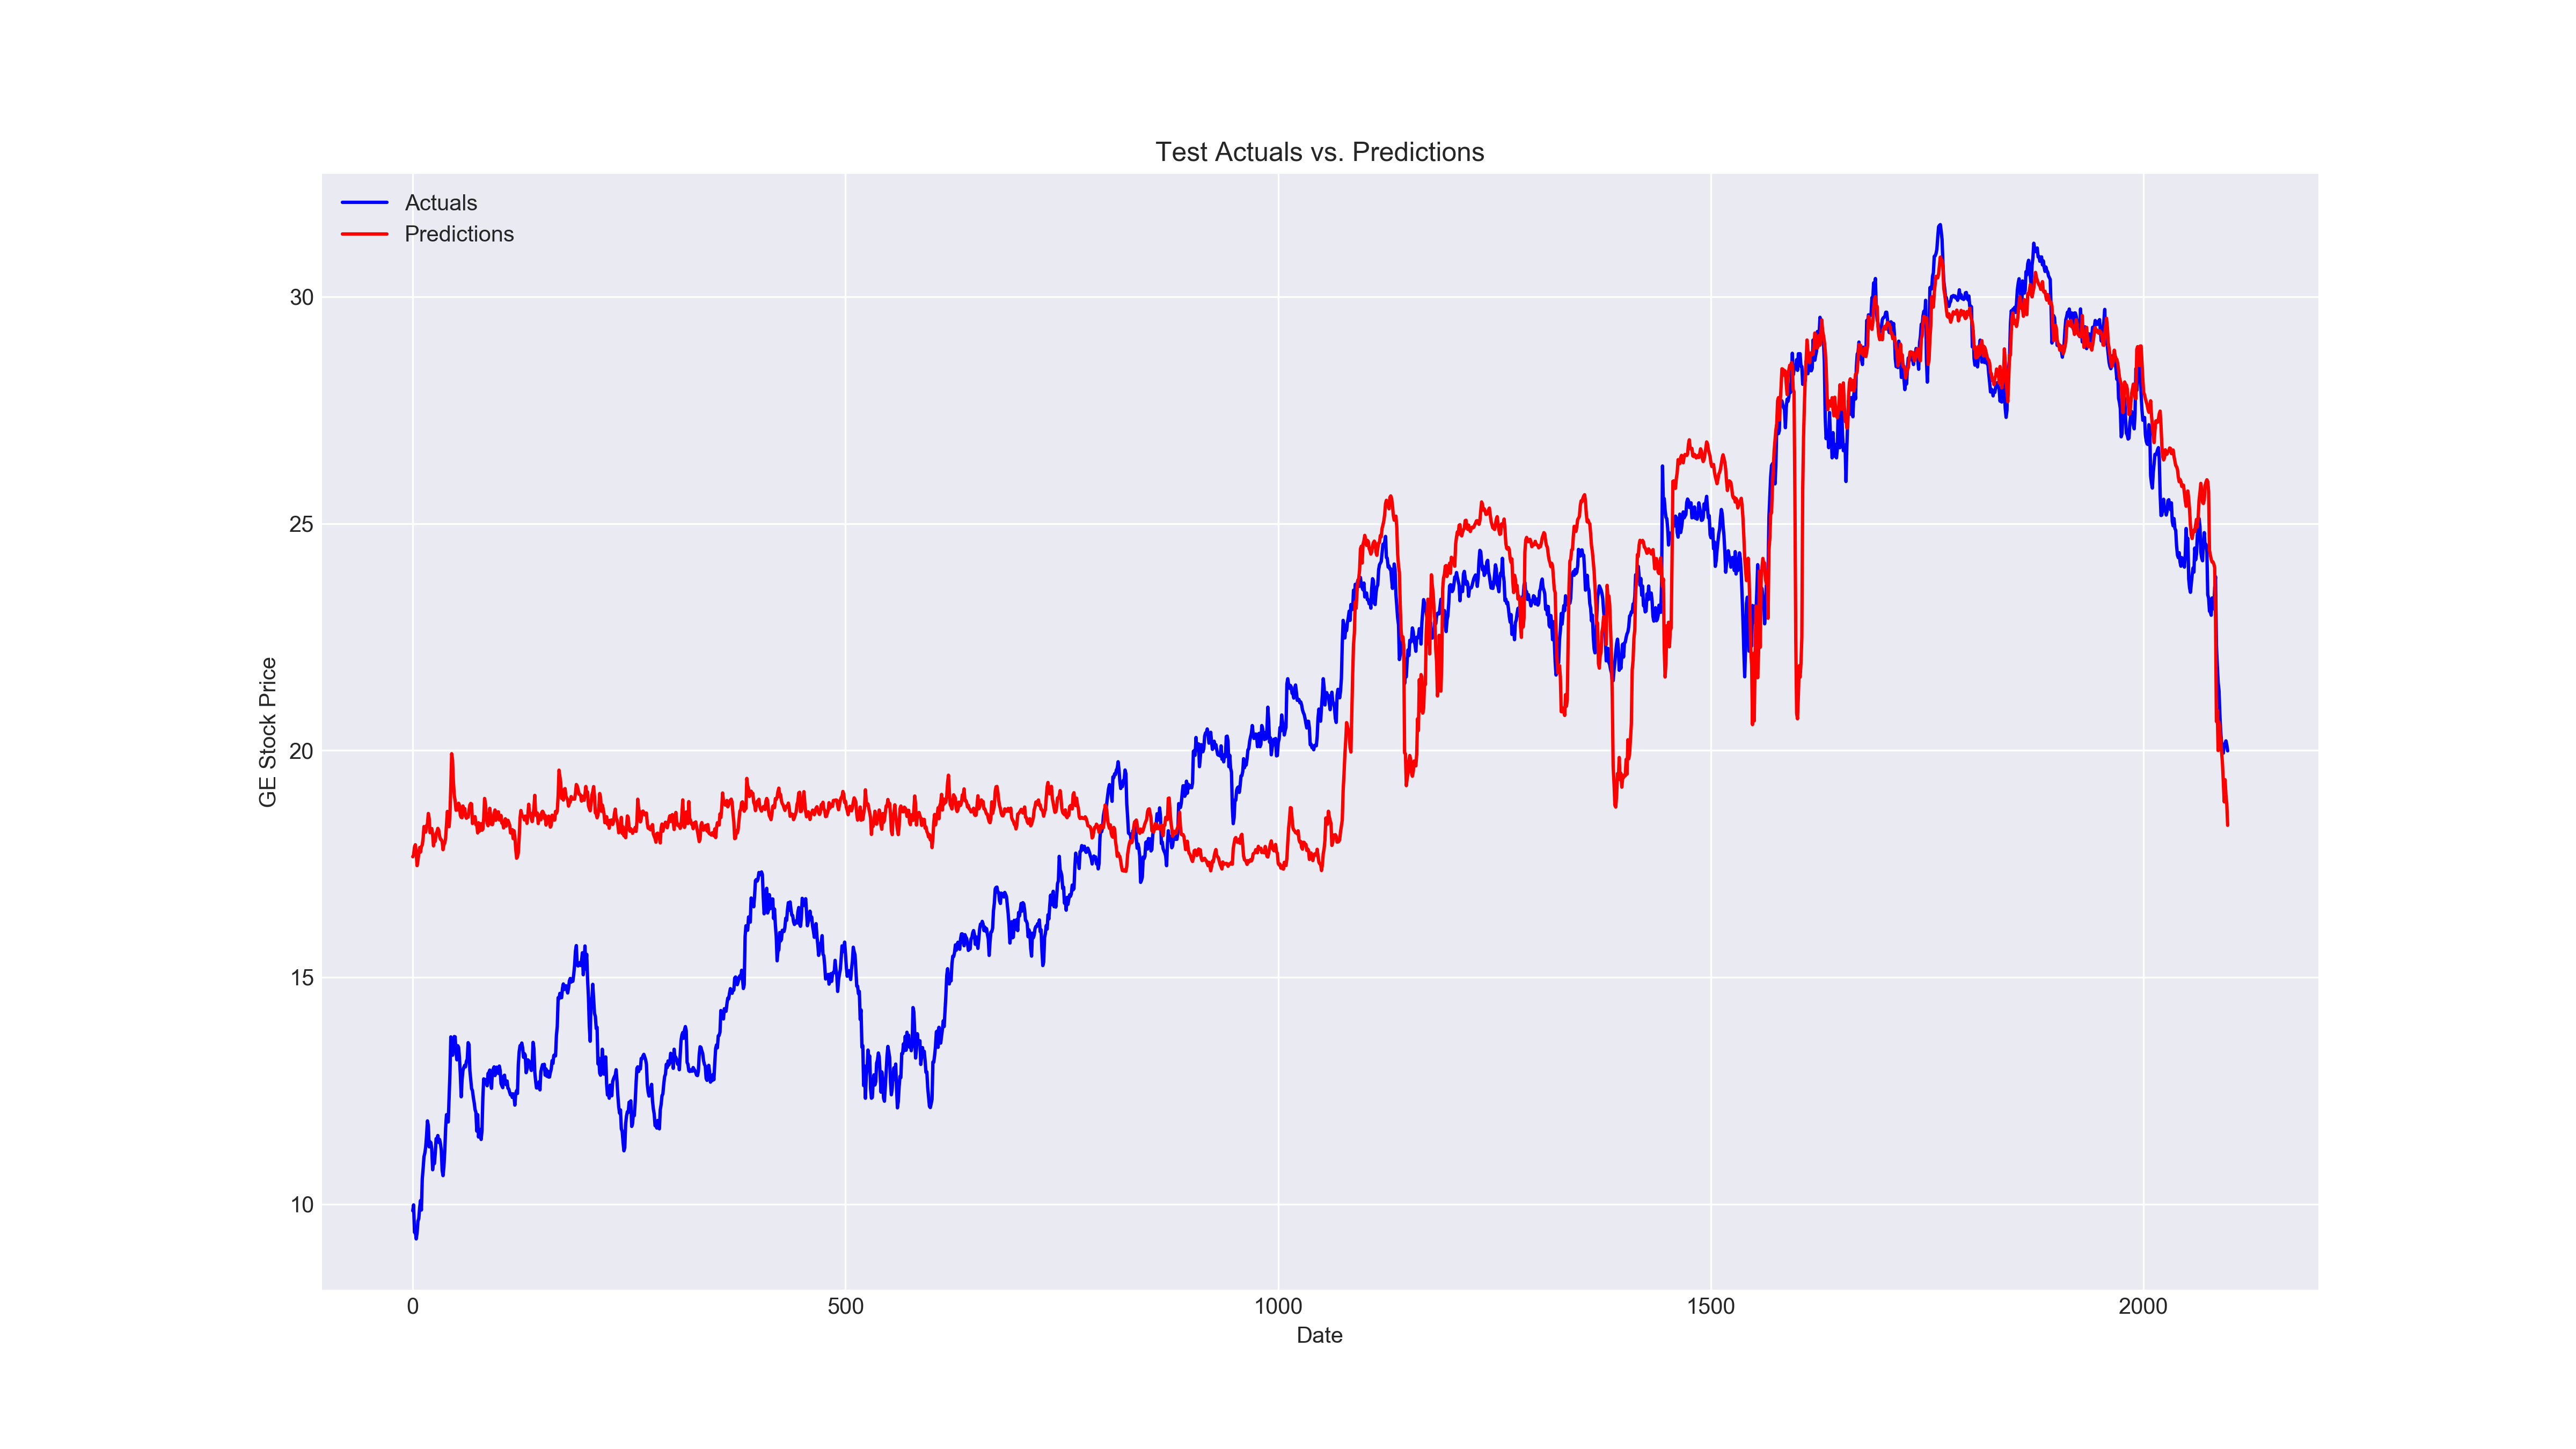 Test Actuals vs. Predictions
Actuals
Predictions
30
25
20
15
10
GE Stock Price
0 500 1000 1500 2000
Date